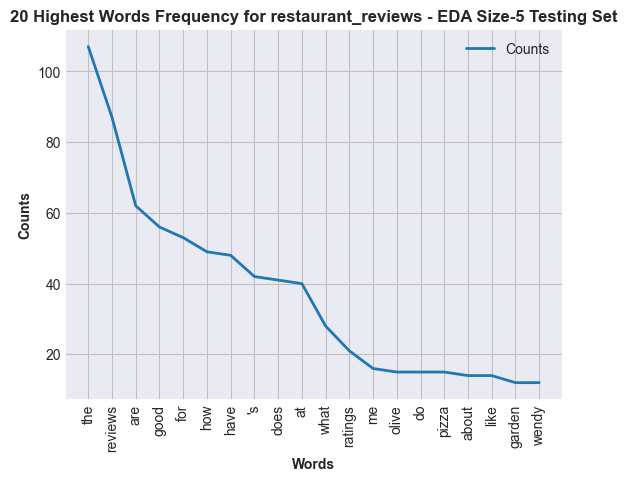 20 Highest Words Frequency for restaurant_reviews - EDA Size-5 Testing Set
Counts
100
80
60
40
20
Counts
the
reviews
are
good
for
how
have
's
does
at
what
ratings
me
olive
do
pizza
about
like
garden
wendy
Words